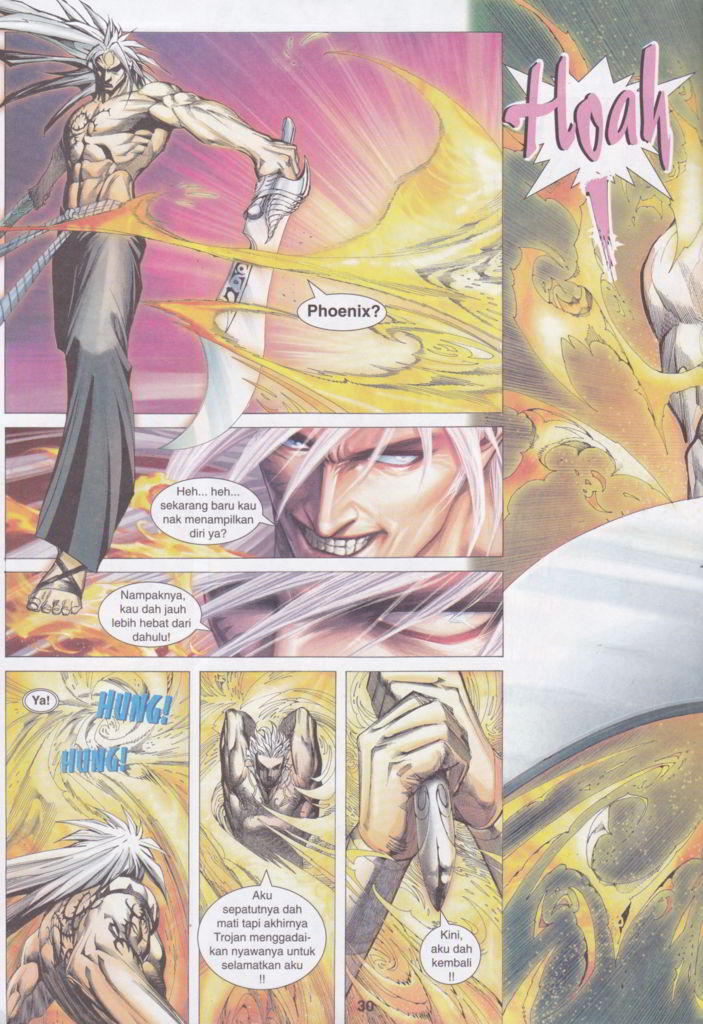 Hoah
!
Phoenix?
Heh... heh...
sekarang baru kau
nak menampilkan
diri ya?
Nampaknya,
kau dah jauh
lebih hebat dari
dahulu!
Ya!
HUNG!
HUNG!
Aku
sepatutnya dah
mati tapi akhirnya
Trojan menggadai-
kan nyawanya untuk
selamatkan aku
!!
Kini,
aku dah
kembali
!!
30